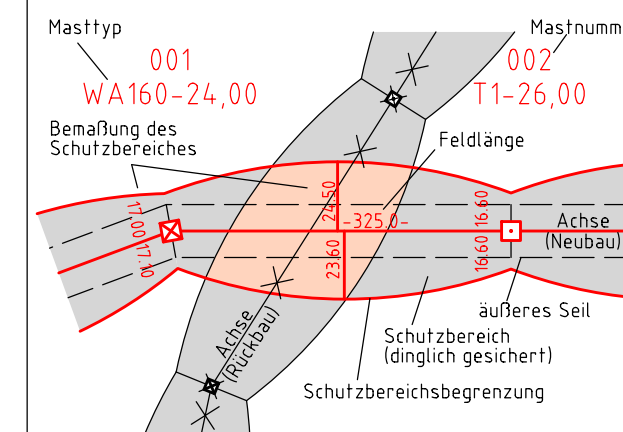 Masttyp
Mastnumm
001
002
WA160-24,00
T1-26,00
Bemaßung des
Schutzbereiches
Feldlänge
17.00
17.10
24.50
23.60
-325.0-
16.60
16.60
Achse
(Neubau)
äußeres Seil
Achse
(Rückbau)
Schutzbereich
(dinglich gesichert)
Schutzbereichsbegrenzung